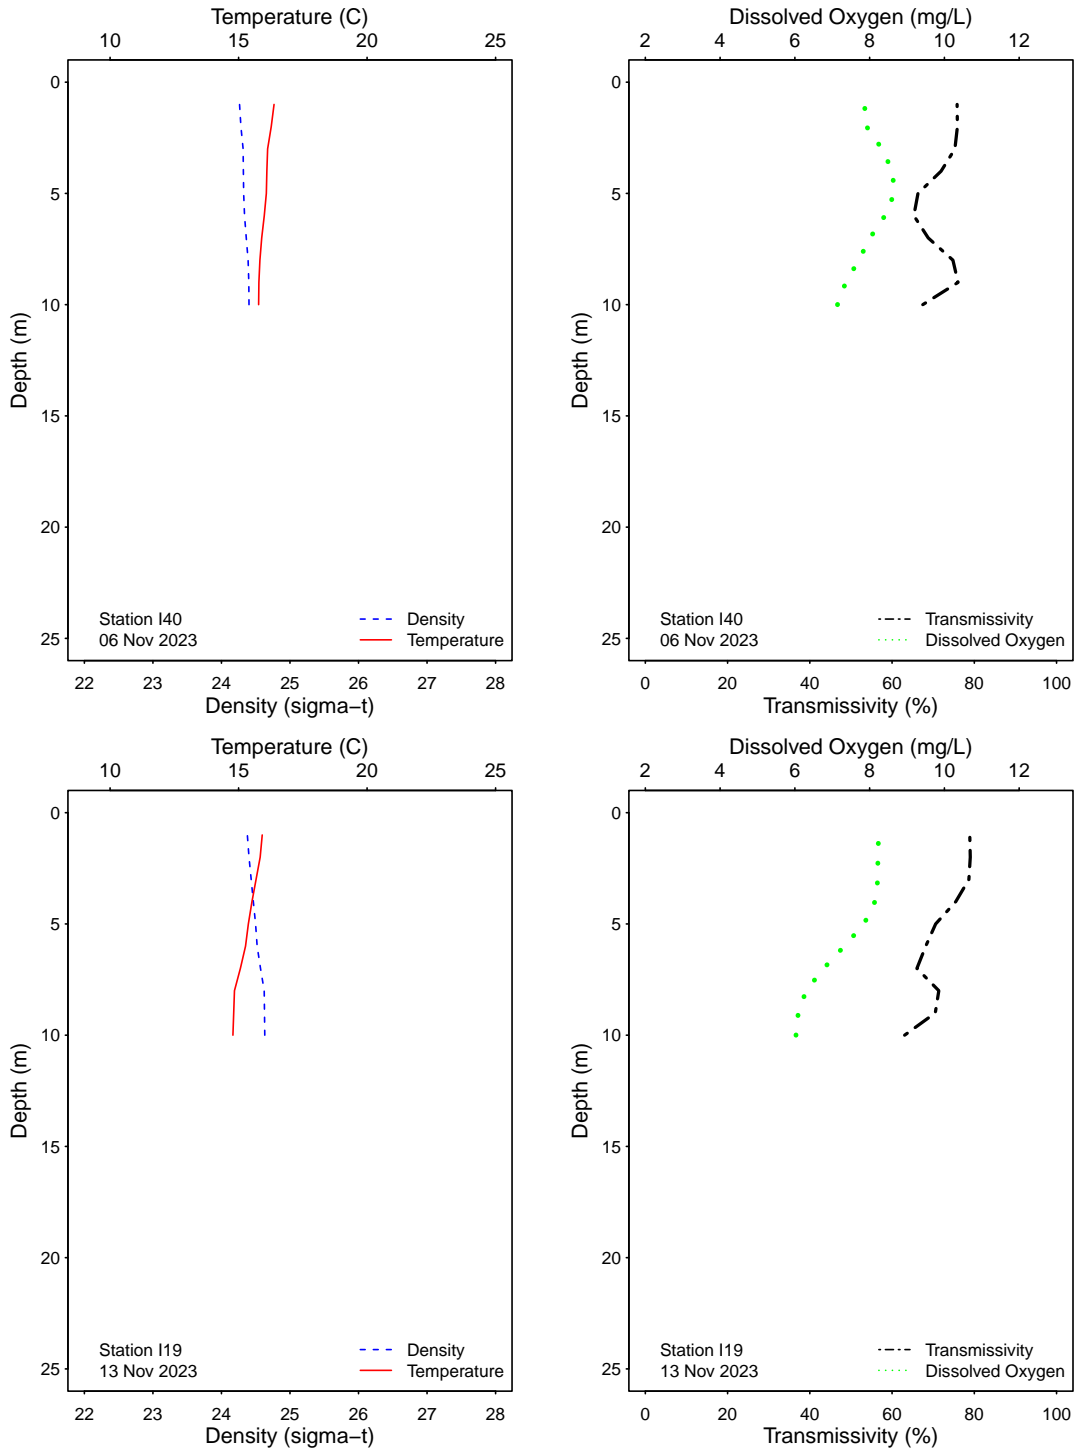 Temperature (C)
10 15 20 25
0
5
10
15
20
25
Depth (m)
Station I40
06 Nov 2023
Density
Temperature
22 23 24 25 26 27 28
Density (sigma−t)
Dissolved Oxygen (mg/L)
2 4 6 8 10 12
0
5
10
15
20
25
Depth (m)
Station I40
06 Nov 2023
Transmissivity
Dissolved Oxygen
0 20 40 60 80 100
Transmissivity (%)
Temperature (C)
10 15 20 25
0
5
10
15
20
25
Depth (m)
Station I19
13 Nov 2023
Density
Temperature
22 23 24 25 26 27 28
Density (sigma−t)
Dissolved Oxygen (mg/L)
2 4 6 8 10 12
0
5
10
15
20
25
Depth (m)
Station I19
13 Nov 2023
Transmissivity
Dissolved Oxygen
0 20 40 60 80 100
Transmissivity (%)